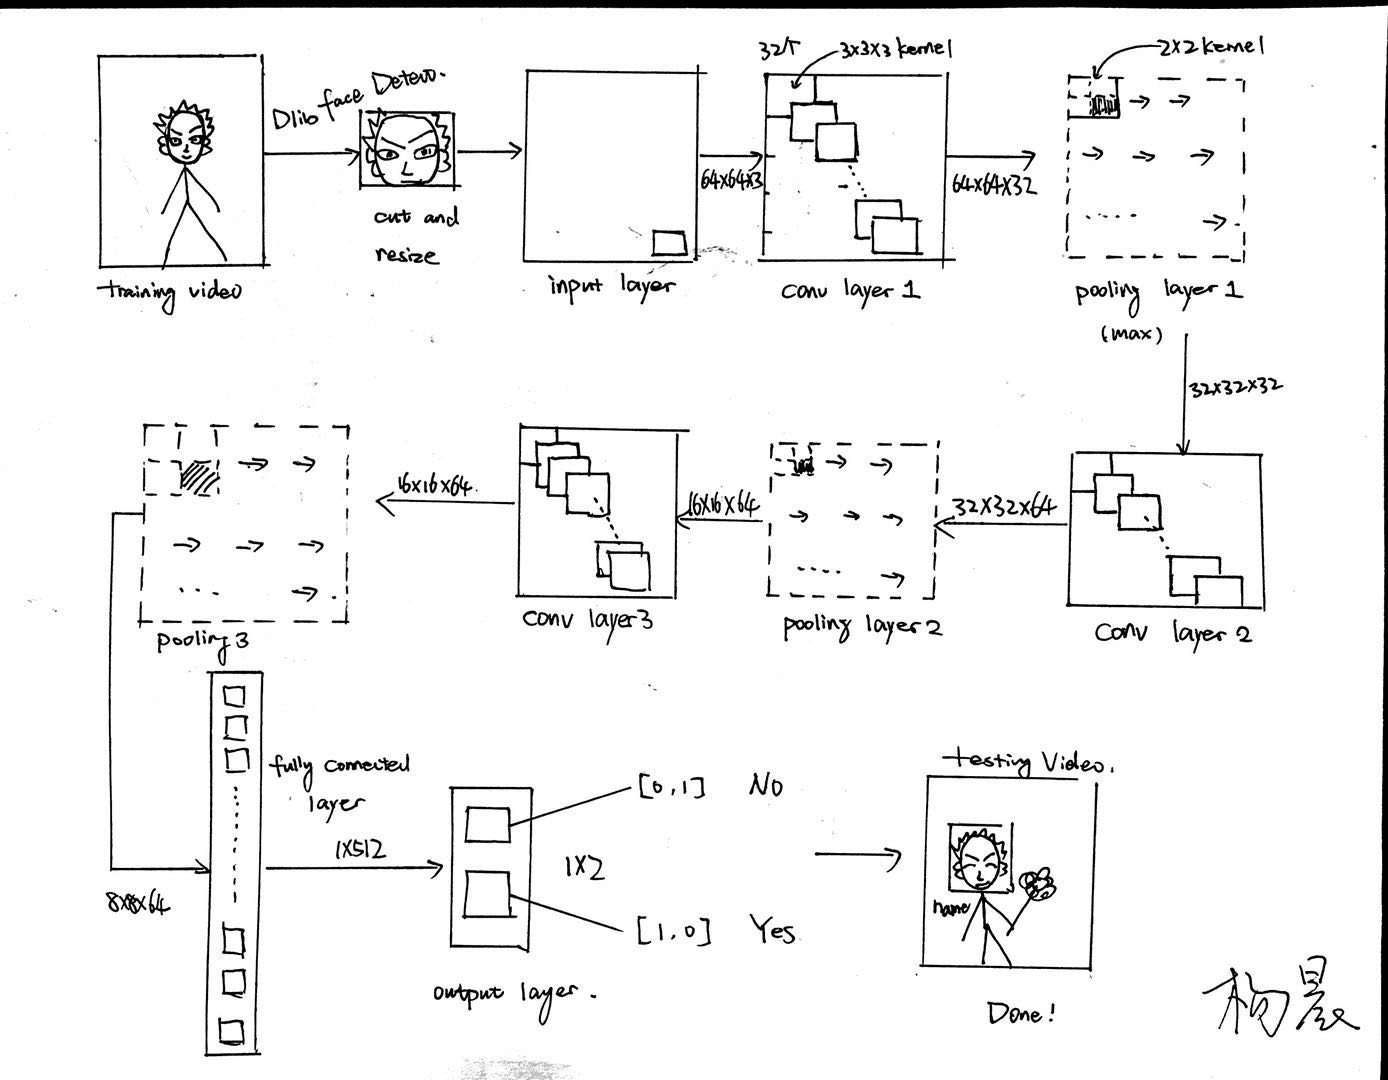 Dlib face Detevo.
cut and
resize
training video
input layer
64x64x3
32个
3x3x3 kernel
conv layer 1
64x64x32
2x2 kernel
pooling layer 1
(max)
32x32x32
conv layer 2
32x32x64
pooling layer 2
16x16x64
conv layer 3
16x16x64
pooling 3
8x8x64
fully connected
layer
1x512
output layer.
[0,1] No
1x2
[1,0] Yes
testing Video.
name
Done!
杨晨